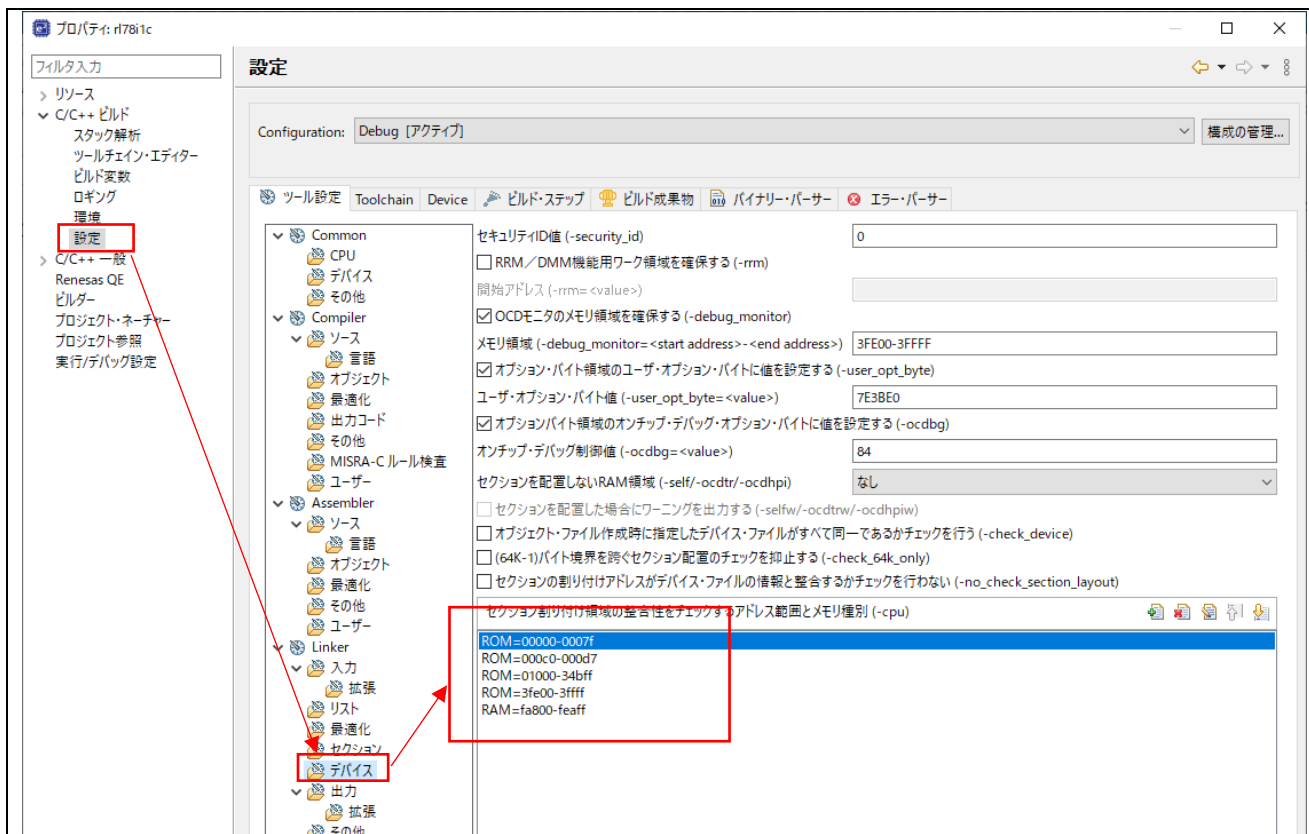 プロパティ: rl78i1c
フィルタ入力
設定
リソース
C/C++ ビルド
スタック解析
ツールチェイン・エディター
ビルド変数
ロギング
環境
設定
C/C++ 一般
Renesas QE
ビルダー
プロジェクト・ネーチャー
プロジェクト参照
実行/デバッグ設定
Configuration: Debug [アクティブ]
構成の管理...
ツール設定 Toolchain Device ビルド・ステップ ビルド成果物 バイナリー・パーサー エラー・パーサー
Common
CPU
デバイス
その他
Compiler
ソース
言語
オブジェクト
最適化
出力コード
その他
MISRA-C ルール検査
ユーザー
Assembler
ソース
言語
オブジェクト
最適化
その他
ユーザー
Linker
入力
拡張
リスト
最適化
セクション
デバイス
出力
拡張
その他
セキュリティID値 (-security_id) 0
RRM/DMM機能用ワーク領域を確保する (-rrm)
開始アドレス (-rrm=<value>)
OCDモニタのメモリ領域を確保する (-debug_monitor)
メモリ領域 (-debug_monitor=<start address>-<end address>) 3FE00-3FFFF
オプション・バイト領域のユーザ・オプション・バイトに値を設定する (-user_opt_byte)
ユーザ・オプション・バイト値 (-user_opt_byte=<value>) 7E3BE0
オプションバイト領域のオンチップ・デバッグ・オプション・バイトに値を設定する (-ocdbg)
オンチップ・デバッグ制御値 (-ocdbg=<value>) 84
セクションを配置しないRAM領域 (-self/-ocdtr/-ocdhpi) なし
セクションを配置した場合にワーニングを出力する (-selfw/-ocdtrw/-ocdhpiw)
オブジェクト・ファイル作成時に指定したデバイス・ファイルがすべて同一であるかチェックを行う (-check_device)
(64K-1)バイト境界を跨ぐセクション配置のチェックを抑止する (-check_64k_only)
セクションの割り付けアドレスがデバイス・ファイルの情報と整合するかチェックを行わない (-no_check_section_layout)
セクション割り付け領域の整合性をチェックするアドレス範囲とメモリ種別 (-cpu)
ROM=00000-0007f
ROM=000c0-000d7
ROM=01000-34bff
ROM=3fe00-3ffff
RAM=fa800-feaff